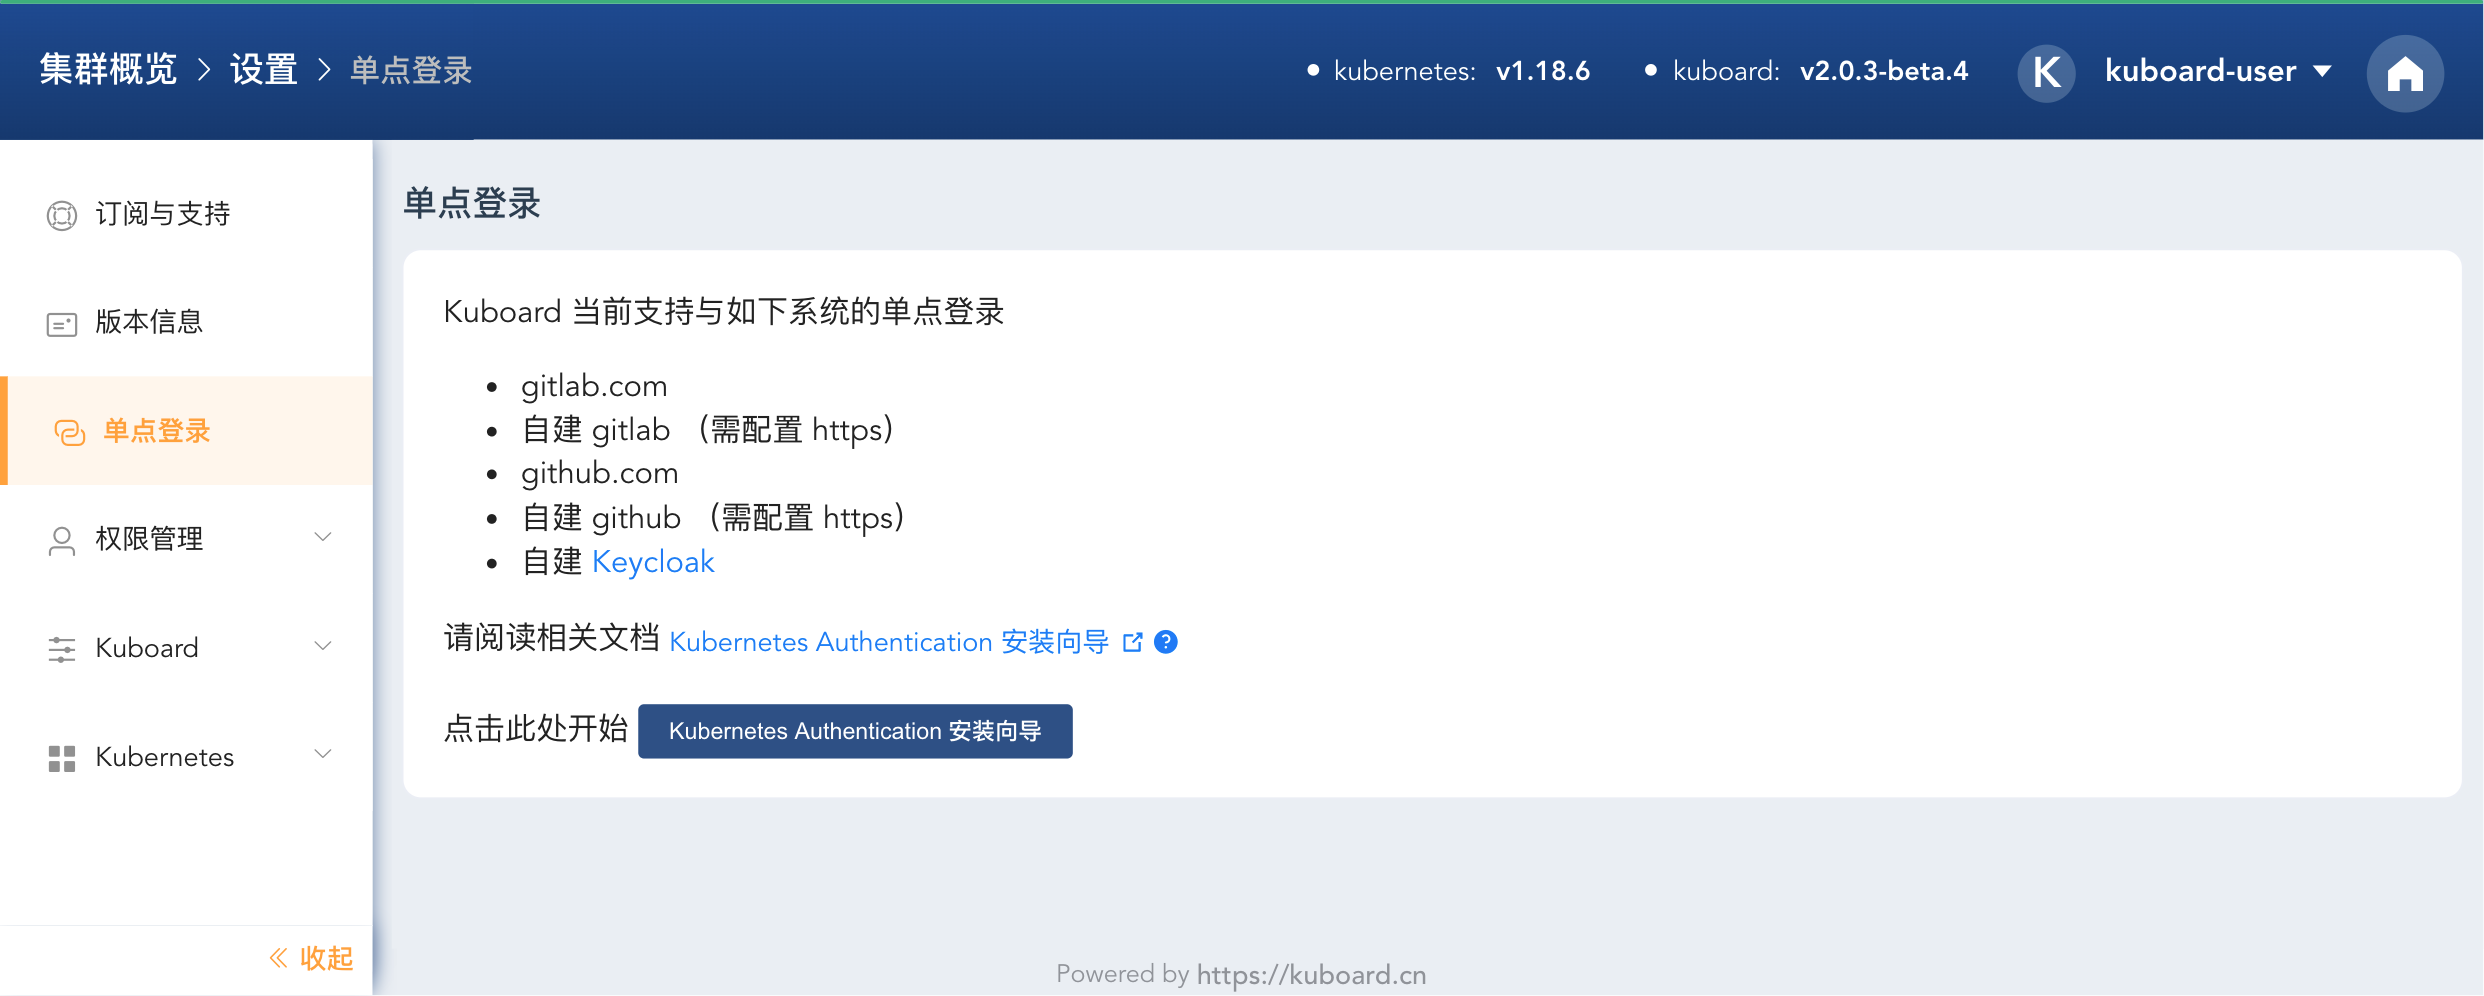 集群概览 > 设置 > 单点登录
kubernetes: v1.18.6 kuboard: v2.0.3-beta.4 K kuboard-user
订阅与支持
版本信息
单点登录
权限管理
Kuboard
Kubernetes
收起
单点登录
Kuboard 当前支持与如下系统的单点登录
gitlab.com
自建 gitlab （需配置 https）
github.com
自建 github （需配置 https）
自建 Keycloak
请阅读相关文档 Kubernetes Authentication 安装向导
点击此处开始 Kubernetes Authentication 安装向导
Powered by https://kuboard.cn